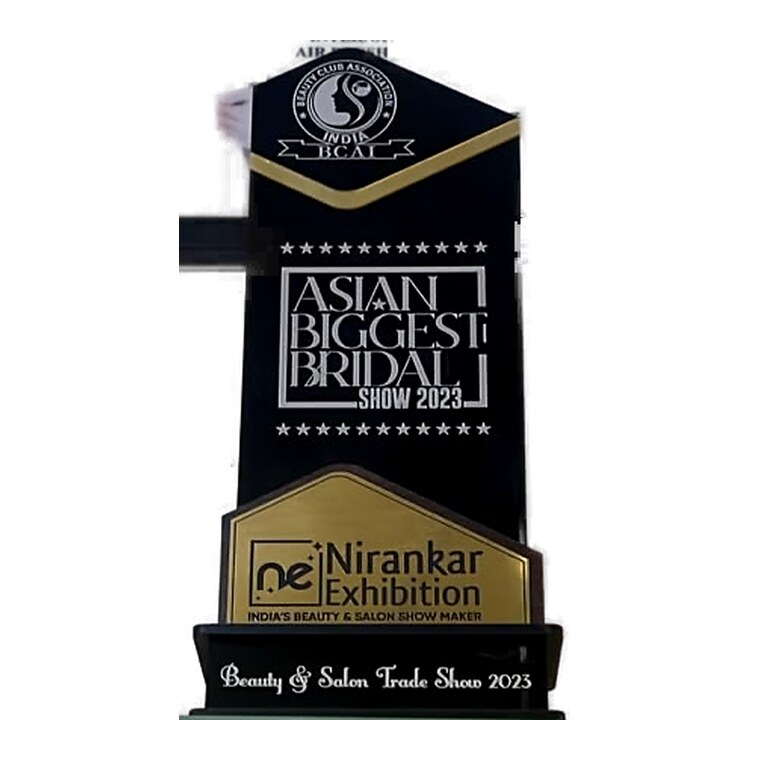 AIR
BEAUTY CLUB ASSOCIATION
INDIA
BCAI
ASIAN
BIGGEST
BRIDAL
SHOW 2023
ne
Nirankar
Exhibition
INDIA'S BEAUTY & SALON SHOW MAKER
Beauty & Salon Trade Show 2023